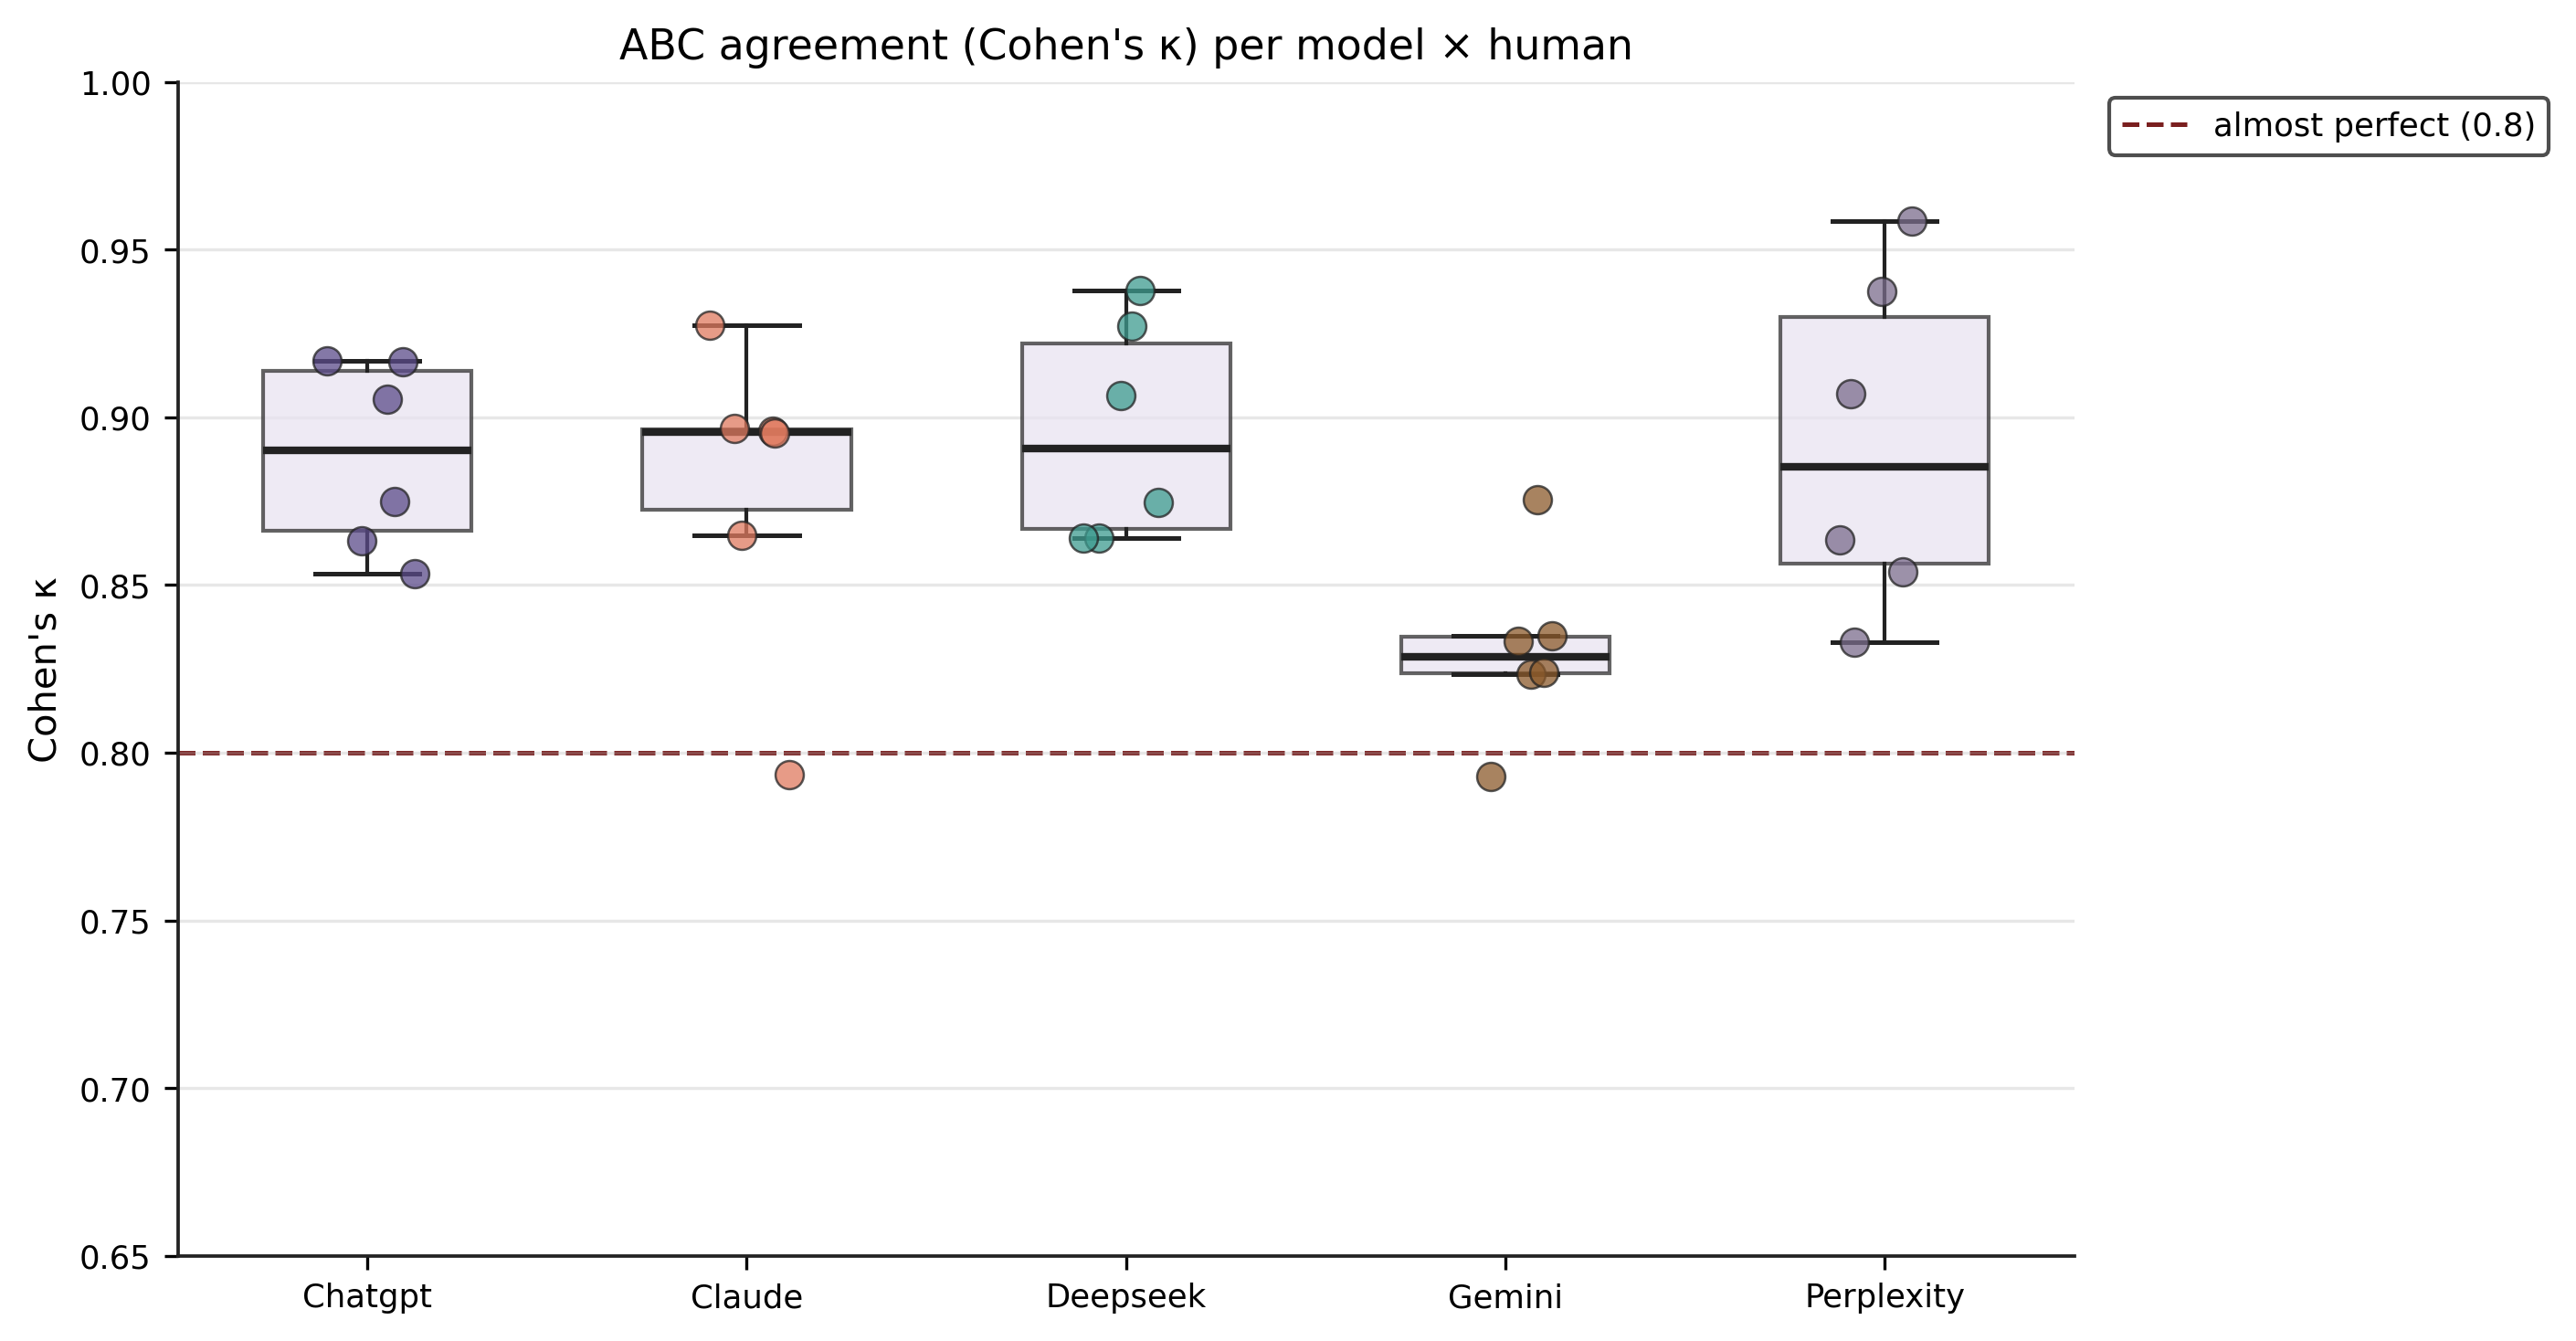 ABC agreement (Cohen's κ) per model × human
almost perfect (0.8)
Cohen's κ
1.00
0.95
0.90
0.85
0.80
0.75
0.70
0.65
Chatgpt
Claude
Deepseek
Gemini
Perplexity